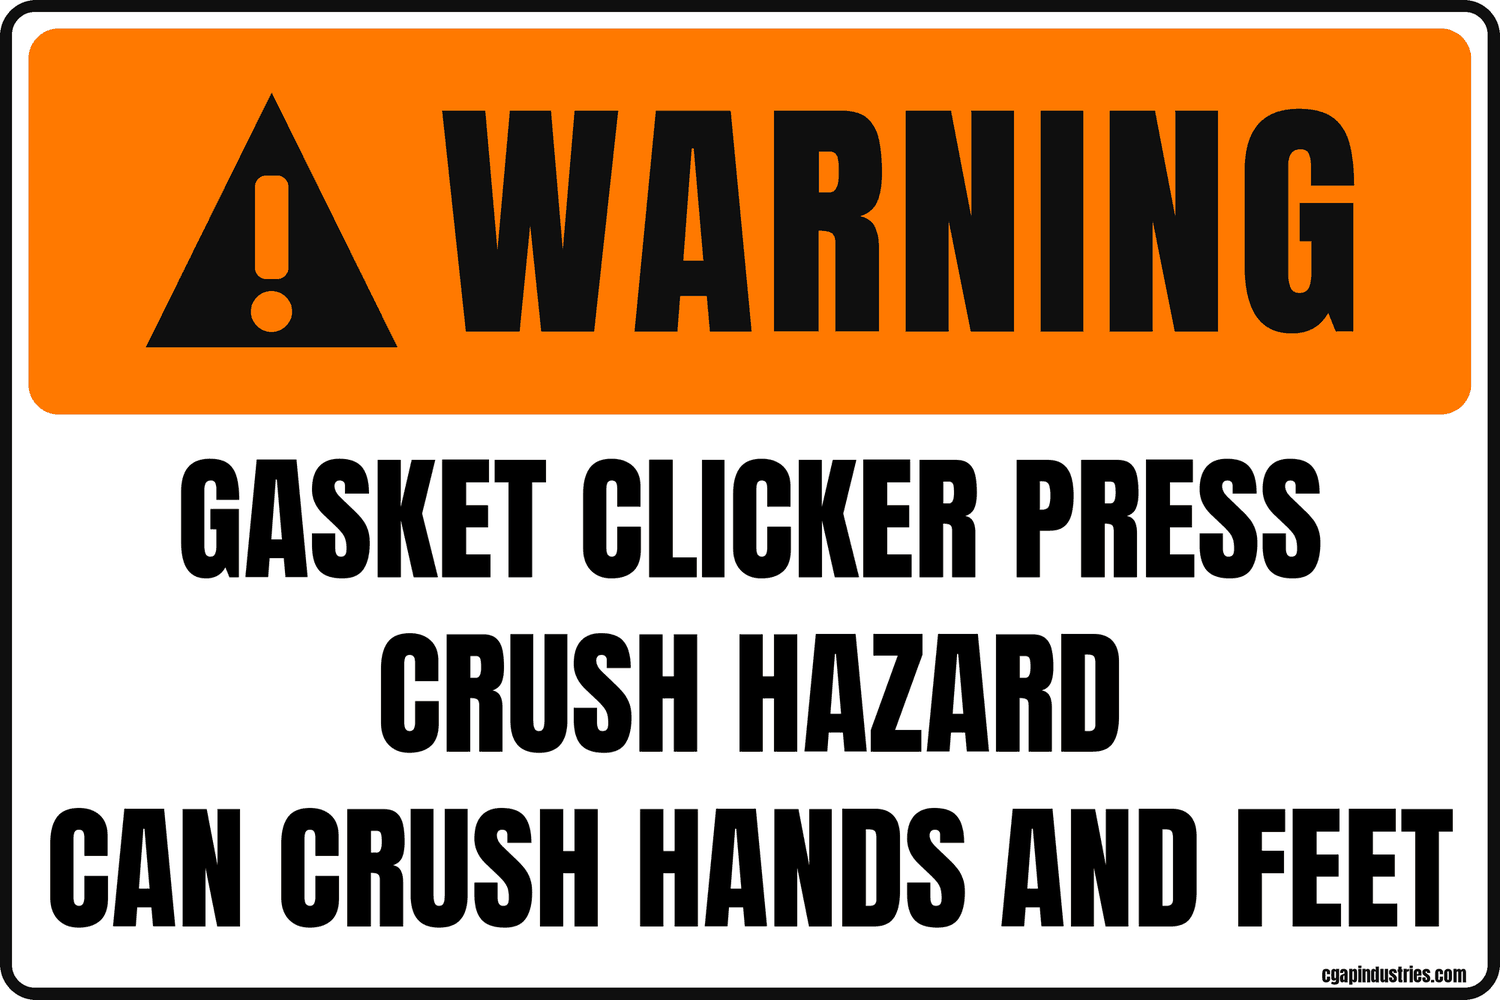 WARNING
GASKET CLICKER PRESS
CRUSH HAZARD
CAN CRUSH HANDS AND FEET
cgapindustries.com